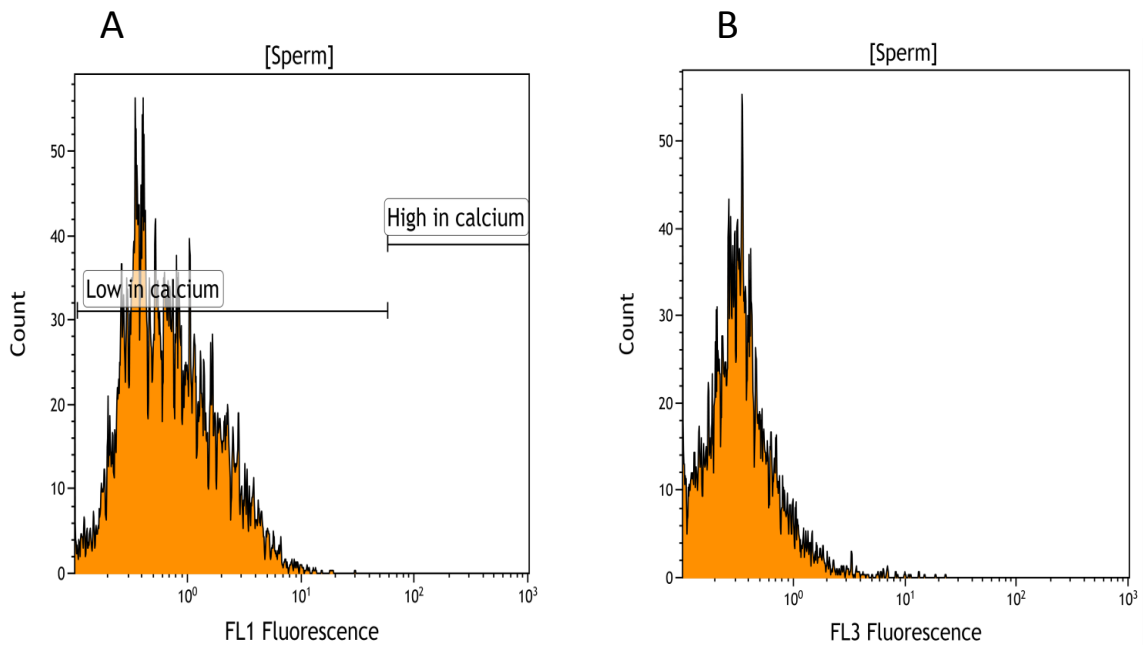 A
[Sperm]
Count
50
40
30
20
10
0
High in calcium
Low in calcium
10⁰
10¹
10²
10³
FL1 Fluorescence
B
[Sperm]
Count
50
40
30
20
10
0
10⁰
10¹
10²
10³
FL3 Fluorescence